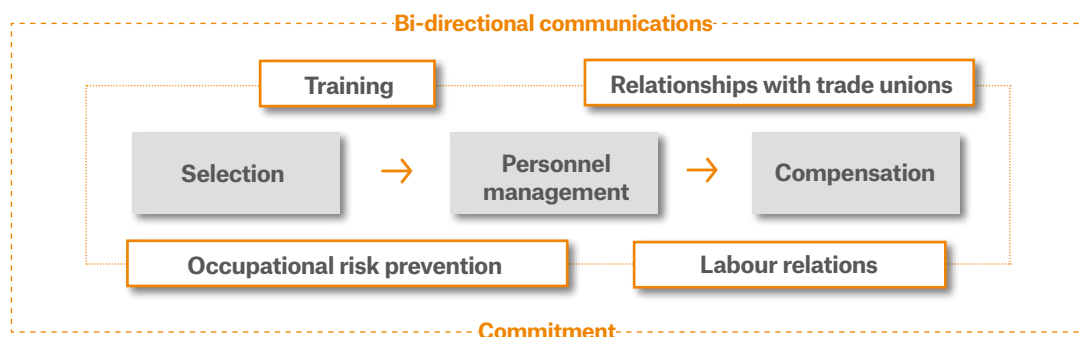 Bi-directional communications
Training
Relationships with trade unions
Selection
Personnel
management
Compensation
Occupational risk prevention
Labour relations
Commitment